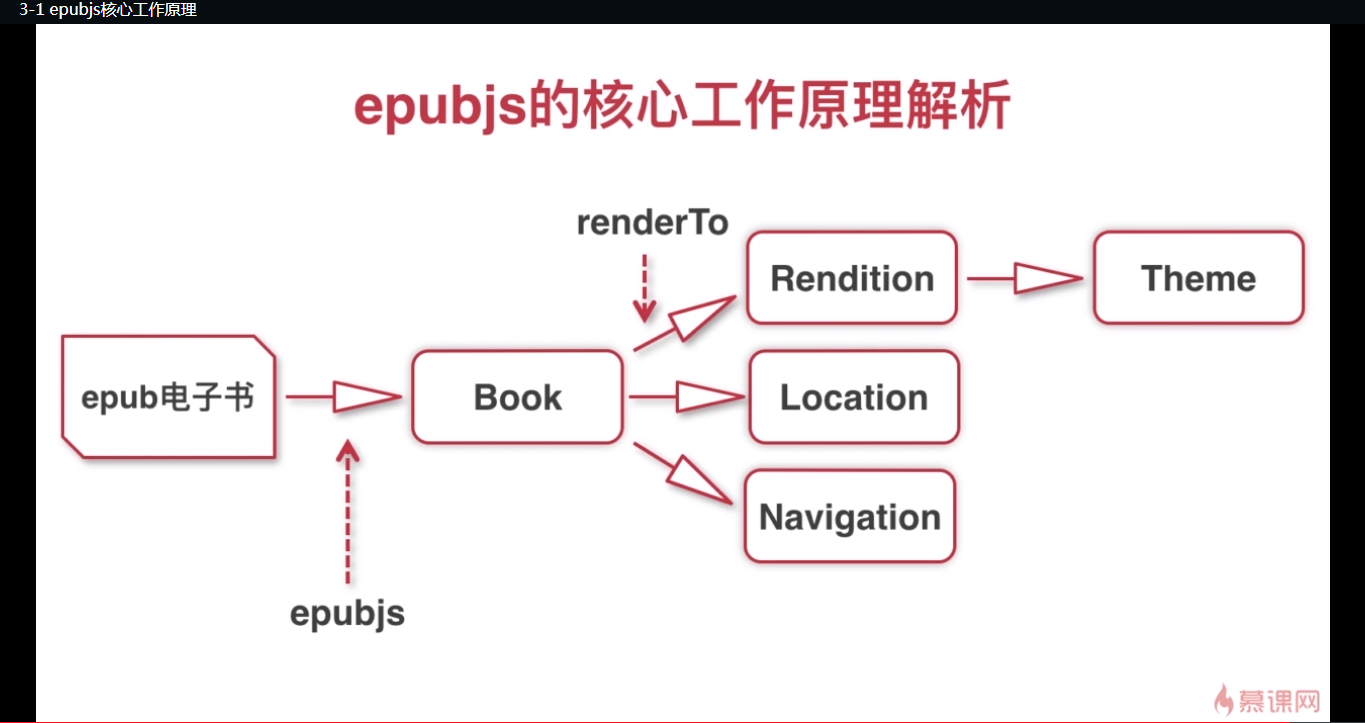 3-1 epubjs核心工作原理
epubjs的核心工作原理解析
renderTo
Rendition
Theme
epub电子书
Book
Location
Navigation
epubjs
慕课网